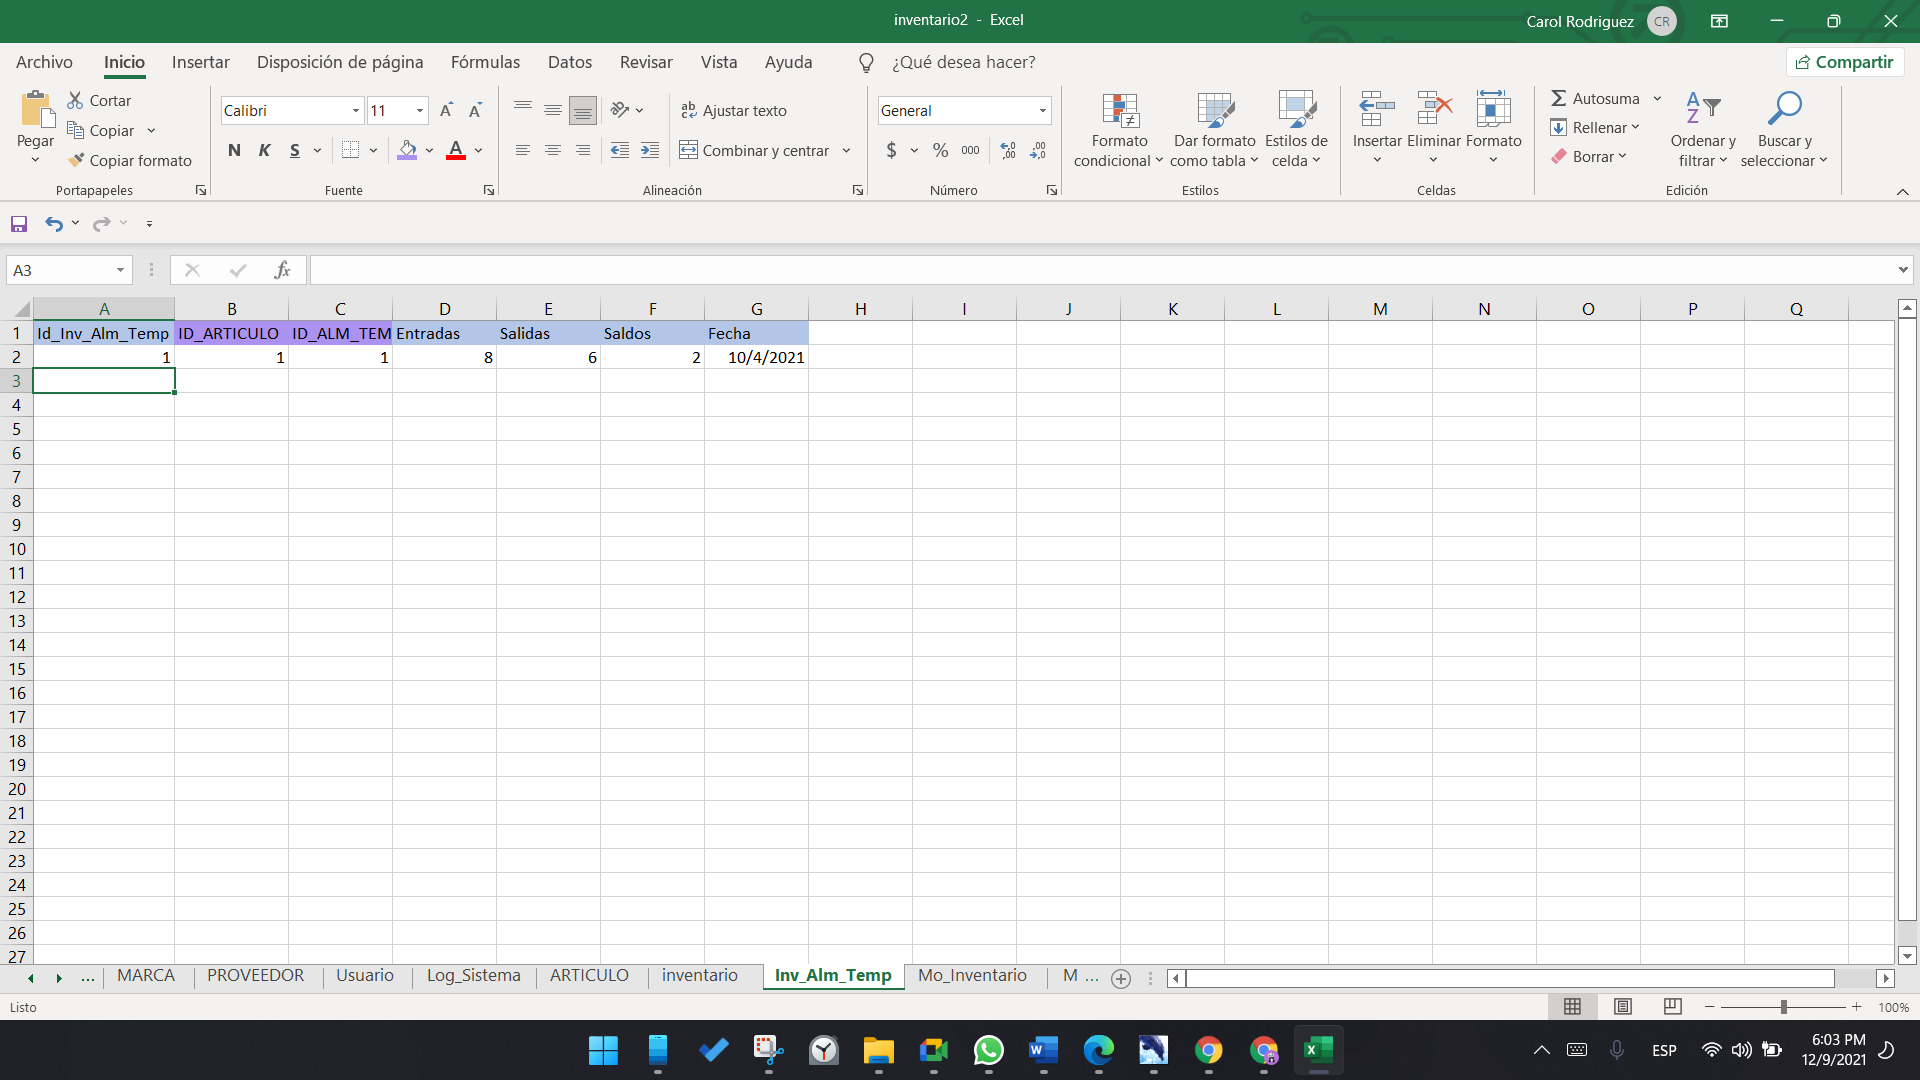 inventario2 - Excel
Carol Rodriguez CR
Archivo Inicio Insertar Disposición de página Fórmulas Datos Revisar Vista Ayuda ¿Qué desea hacer? Compartir
Pegar
Cortar
Copiar
Copiar formato
Portapapeles
Calibri 11
N K S A
Fuente
Ajustar texto
Combinar y centrar
Alineación
General
$ % 000
Número
Formato condicional
Dar formato como tabla
Estilos de celda
Estilos
Insertar Eliminar Formato
Celdas
Autosuma
Rellenar
Borrar
Ordenar y filtrar
Buscar y seleccionar
Edición
A3 fx
A B C D E F G H I J K L M N O P Q
1 Id_Inv_Alm_Temp ID_ARTICULO ID_ALM_TEM Entradas Salidas Saldos Fecha
2 1 1 1 8 6 2 10/4/2021
3
4
5
6
7
8
9
10
11
12
13
14
15
16
17
18
19
20
21
22
23
24
25
26
27
... MARCA PROVEEDOR Usuario Log_Sistema ARTICULO inventario Inv_Alm_Temp Mo_Inventario M ...
Listo 100%
ESP 6:03 PM
12/9/2021